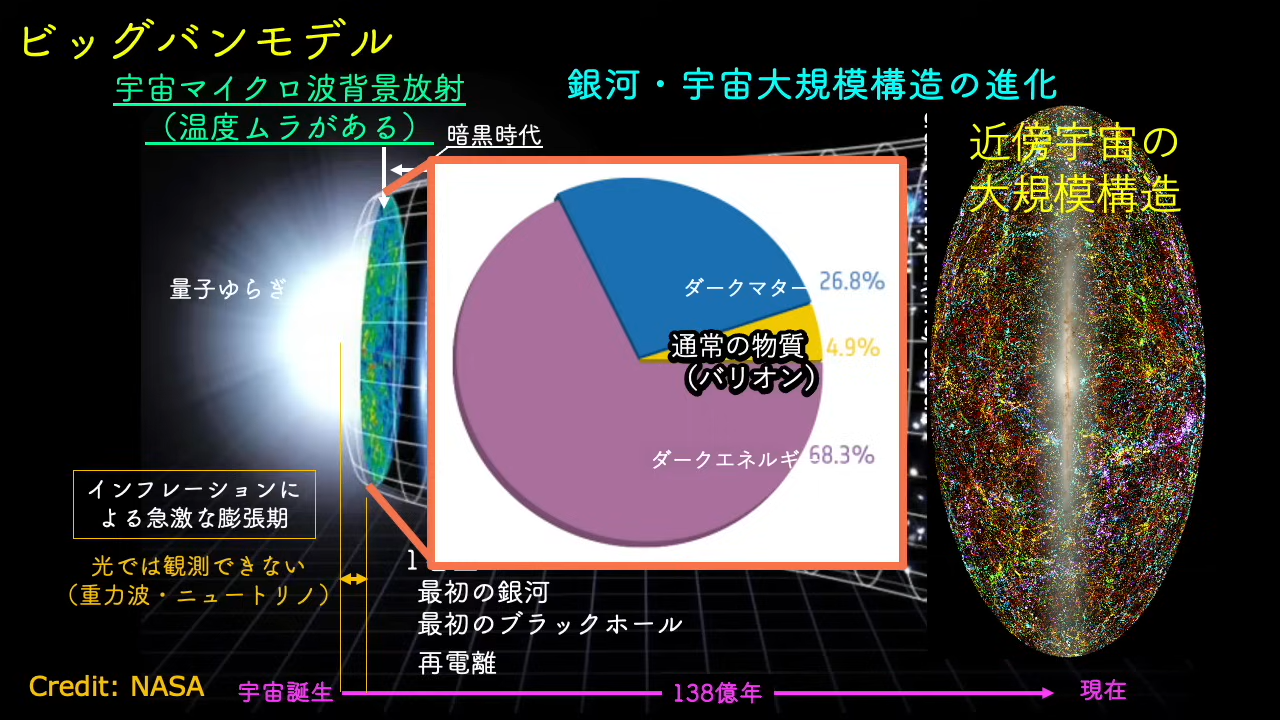 ビッグバンモデル
宇宙マイクロ波背景放射
（温度ムラがある）
銀河・宇宙大規模構造の進化
暗黒時代
近傍宇宙の
大規模構造
量子ゆらぎ
ダークマター
26.8%
通常の物質
（バリオン）
4.9%
ダークエネルギー
68.3%
インフレーションに
よる急激な膨張期
光では観測できない
（重力波・ニュートリノ）
最初の銀河
最初のブラックホール
再電離
Credit: NASA
宇宙誕生
138億年
現在